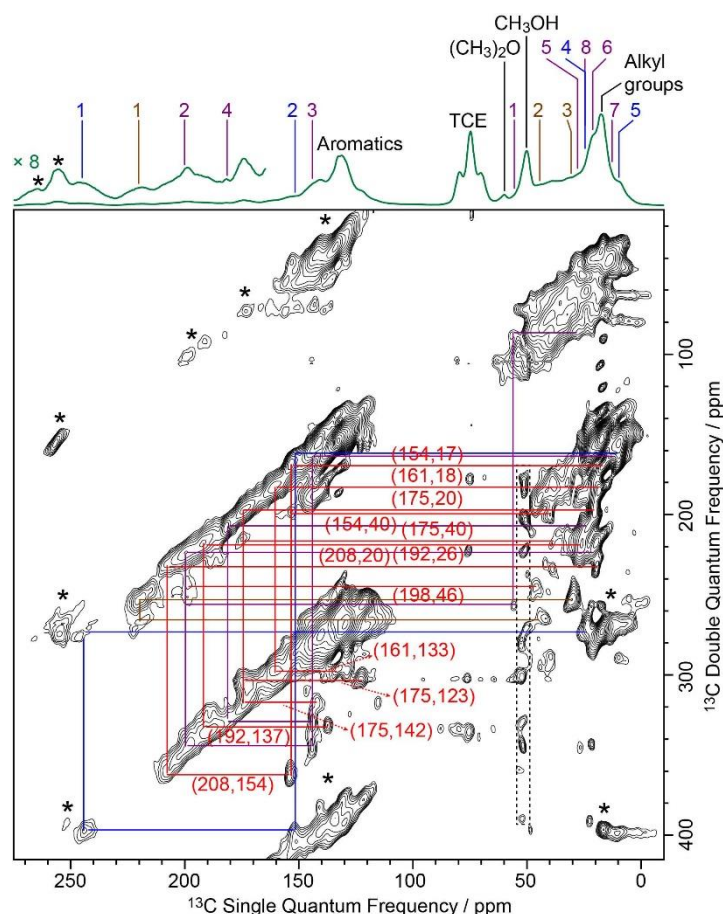 CH₃OH
(CH₃)₂O
5 4 8 6
Alkyl
groups
1 1 2 4 2 3
Aromatics
TCE
1 2 3 7 5
× 8
* *
*
* 
*
*
(154,17)
(161,18)
(175,20)
(154,40) (175,40)
(208,20) (192,26)
(198,46)
* *
(161,133)
(175,123)
(175,142)
(192,137)
(208,154)
*
* *
100
200
300
400
¹³C Double Quantum Frequency / ppm
250 200 150 100 50 0
¹³C Single Quantum Frequency / ppm